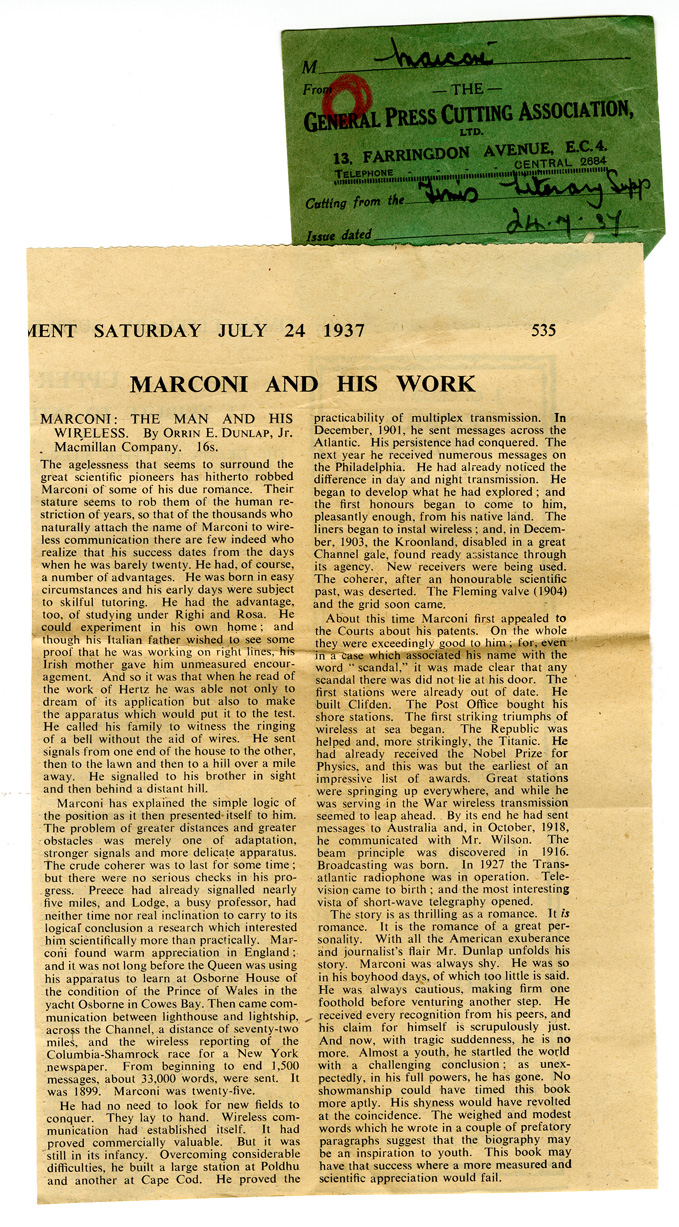 M Marconi
From
— THE —
GENERAL PRESS CUTTING ASSOCIATION,
LTD.
13, FARRINGDON AVENUE, E.C.4.
TELEPHONE - - - CENTRAL 2684
Cutting from the Times Literary Supp
Issue dated 24.7.37
MENT SATURDAY JULY 24 1937 535
MARCONI AND HIS WORK
MARCONI: THE MAN AND HIS
WIRELESS. By ORRIN E. DUNLAP, Jr.
Macmillan Company. 16s.
The agelessness that seems to surround the
great scientific pioneers has hitherto robbed
Marconi of some of his due romance. Their
stature seems to rob them of the human re-
striction of years, so that of the thousands who
naturally attach the name of Marconi to wire-
less communication there are few indeed who
realize that his success dates from the days
when he was barely twenty. He had, of course,
a number of advantages. He was born in easy
circumstances and his early days were subject
to skilful tutoring. He had the advantage,
too, of studying under Righi and Rosa. He
could experiment in his own home; and
though his Italian father wished to see some
proof that he was working on right lines, his
Irish mother gave him unmeasured encour-
agement. And so it was that when he read of
the work of Hertz he was able not only to
dream of its application but also to make
the apparatus which would put it to the test.
He called his family to witness the ringing
of a bell without the aid of wires. He sent
signals from one end of the house to the other,
then to the lawn and then to a hill over a mile
away. He signalled to his brother in sight
and then behind a distant hill.
Marconi has explained the simple logic of
the position as it then presented itself to him.
The problem of greater distances and greater
obstacles was merely one of adaptation,
stronger signals and more delicate apparatus.
The crude coherer was to last for some time;
but there were no serious checks in his pro-
gress. Preece had already signalled nearly
five miles, and Lodge, a busy professor, had
neither time nor real inclination to carry to its
logical conclusion a research which interested
him scientifically more than practically. Mar-
coni found warm appreciation in England;
and it was not long before the Queen was using
his apparatus to learn at Osborne House of
the condition of the Prince of Wales in the
yacht Osborne in Cowes Bay. Then came com-
munication between lighthouse and lightship,
across the Channel, a distance of seventy-two
miles, and the wireless reporting of the
Columbia-Shamrock race for a New York
newspaper. From beginning to end 1,500
messages, about 33,000 words, were sent. It
was 1899. Marconi was twenty-five.
He had no need to look for new fields to
conquer. They lay to hand. Wireless com-
munication had established itself. It had
proved commercially valuable. But it was
still in its infancy. Overcoming considerable
difficulties, he built a large station at Poldhu
and another at Cape Cod. He proved the
practicability of multiplex transmission. In
December, 1901, he sent messages across the
Atlantic. His persistence had conquered. The
next year he received numerous messages on
the Philadelphia. He had already noticed the
difference in day and night transmission. He
began to develop what he had explored; and
the first honours began to come to him,
pleasantly enough, from his native land. The
liners began to instal wireless; and, in Decem-
ber, 1903, the Kroonland, disabled in a great
Channel gale, found ready assistance through
its agency. New receivers were being used.
The coherer, after an honourable scientific
past, was deserted. The Fleming valve (1904)
and the grid soon came.
About this time Marconi first appealed to
the Courts about his patents. On the whole
they were exceedingly good to him; for, even
in a case which associated his name with the
word "scandal," it was made clear that any
scandal there was did not lie at his door. The
first stations were already out of date. He
built Clifden. The Post Office bought his
shore stations. The first striking triumphs of
wireless at sea began. The Republic was
helped and, more strikingly, the Titanic. He
had already received the Nobel Prize for
Physics, and this was but the earliest of an
impressive list of awards. Great stations
were springing up everywhere, and while he
was serving in the War wireless transmission
seemed to leap ahead. By its end he had sent
messages to Australia and, in October, 1918,
he communicated with Mr. Wilson. The
beam principle was discovered in 1916.
Broadcasting was born. In 1927 the Trans-
atlantic radiophone was in operation. Tele-
vision came to birth; and the most interesting
vista of short-wave telegraphy opened.
The story is as thrilling as a romance. It is
romance. It is the romance of a great per-
sonality. With all the American exuberance
and journalist's flair Mr. Dunlap unfolds his
story. Marconi was always shy. He was so
in his boyhood days, of which too little is said.
He was always cautious, making firm one
foothold before venturing another step. He
received every recognition from his peers, and
his claim for himself is scrupulously just.
And now, with tragic suddenness, he is no
more. Almost a youth, he startled the world
with a challenging conclusion; as unex-
pectedly, in his full powers, he has gone. No
showmanship could have timed this book
more aptly. His shyness would have revolted
at the coincidence. The weighed and modest
words which he wrote in a couple of prefatory
paragraphs suggest that the biography may
be an inspiration to youth. This book may
have that success where a more measured and
scientific appreciation would fail.